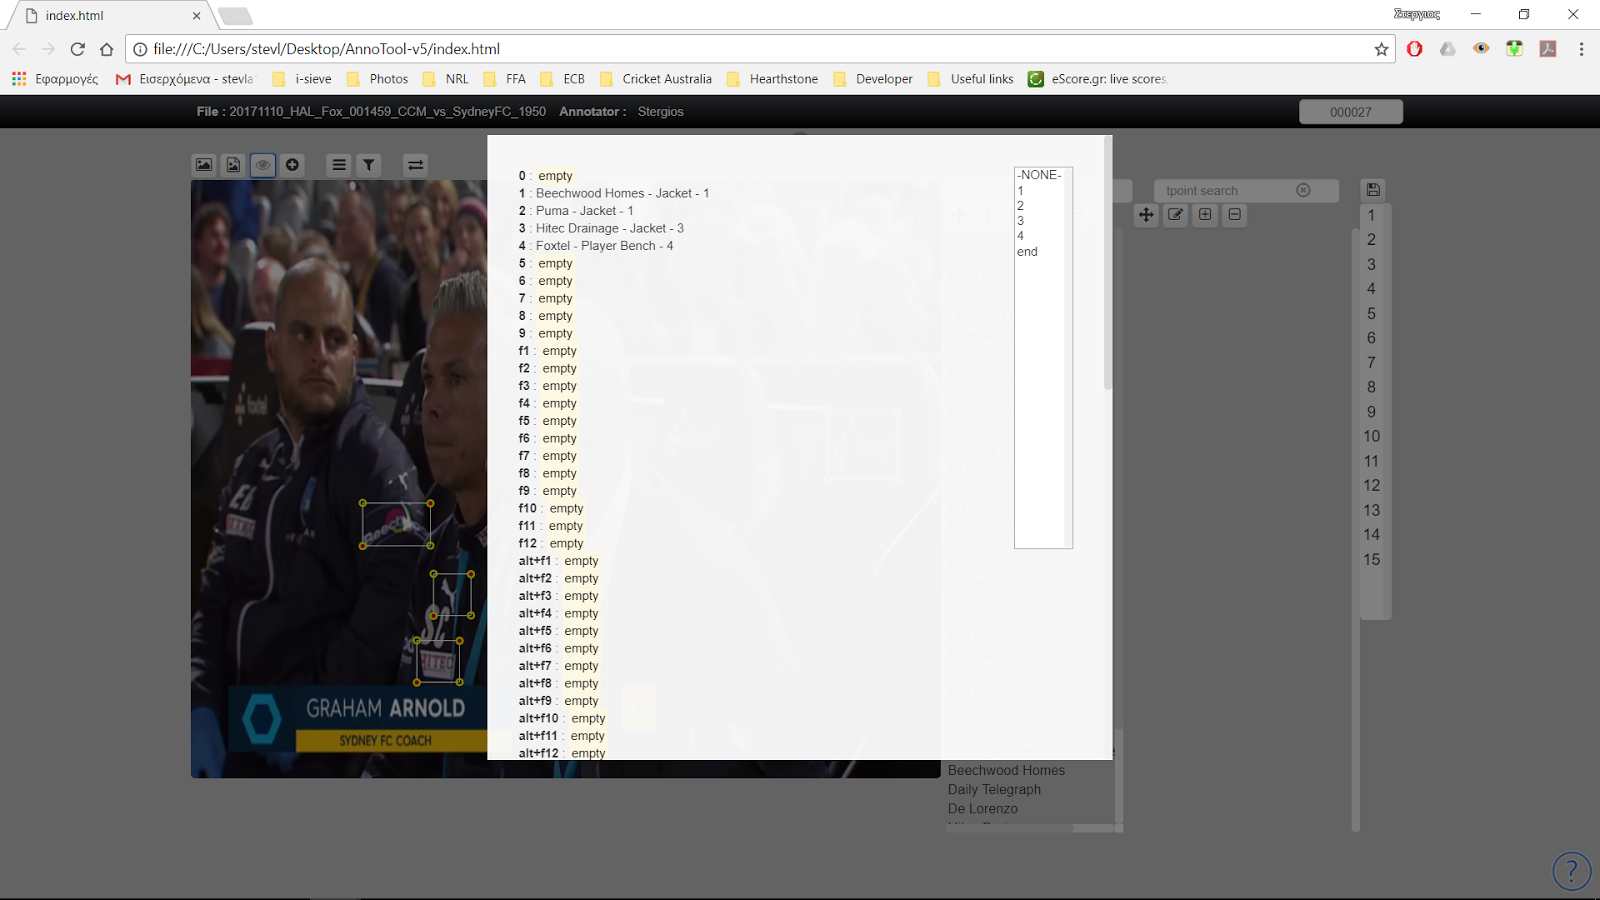 index.html
Στεργιος
file:///C:/Users/stevl/Desktop/AnnoTool-v5/index.html
Εφαρμογές
Εισερχόμενα - stevla
i-sieve
Photos
NRL
FFA
ECB
Cricket Australia
Hearthstone
Developer
Useful links
eScore.gr: live scores.
File : 20171110_HAL_Fox_001459_CCM_vs_SydneyFC_1950 Annotator : Stergios
000027
0 : empty
1 : Beechwood Homes - Jacket - 1
2 : Puma - Jacket - 1
3 : Hitec Drainage - Jacket - 3
4 : Foxtel - Player Bench - 4
5 : empty
6 : empty
7 : empty
8 : empty
9 : empty
f1 : empty
f2 : empty
f3 : empty
f4 : empty
f5 : empty
f6 : empty
f7 : empty
f8 : empty
f9 : empty
f10 : empty
f11 : empty
f12 : empty
alt+f1 : empty
alt+f2 : empty
alt+f3 : empty
alt+f4 : empty
alt+f5 : empty
alt+f6 : empty
alt+f7 : empty
alt+f8 : empty
alt+f9 : empty
alt+f10 : empty
alt+f11 : empty
alt+f12 : empty
-NONE-
1
2
3
4
end
tpoint search
1
2
3
4
5
6
7
8
9
10
11
12
13
14
15
foxtel
HITEC
HITEC
GRAHAM ARNOLD
SYDNEY FC COACH
Beechwood Homes
Daily Telegraph
De Lorenzo
?